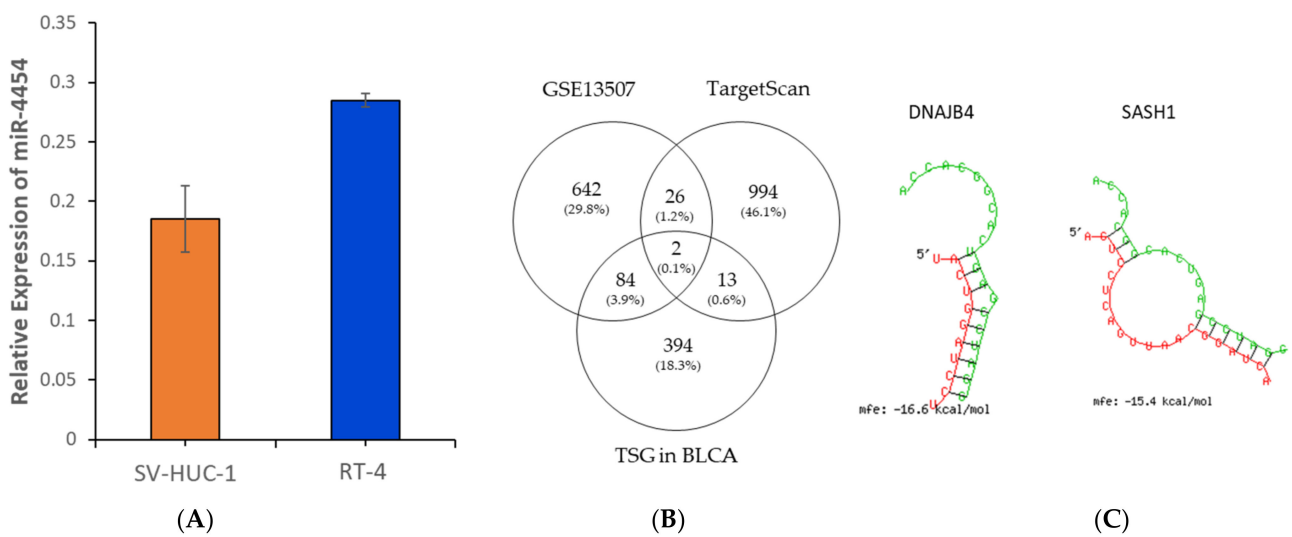 Relative Expression of miR-4454
0.35
0.3
0.25
0.2
0.15
0.1
0.05
0
SV-HUC-1
RT-4
(A)
GSE13507
TargetScan
642
(29.8%)
26
(1.2%)
994
(46.1%)
2
(0.1%)
84
(3.9%)
13
(0.6%)
394
(18.3%)
TSG in BLCA
(B)
DNAJB4
5'
mfe: -16.6 kcal/mol
SASH1
5'
mfe: -15.4 kcal/mol
(C)